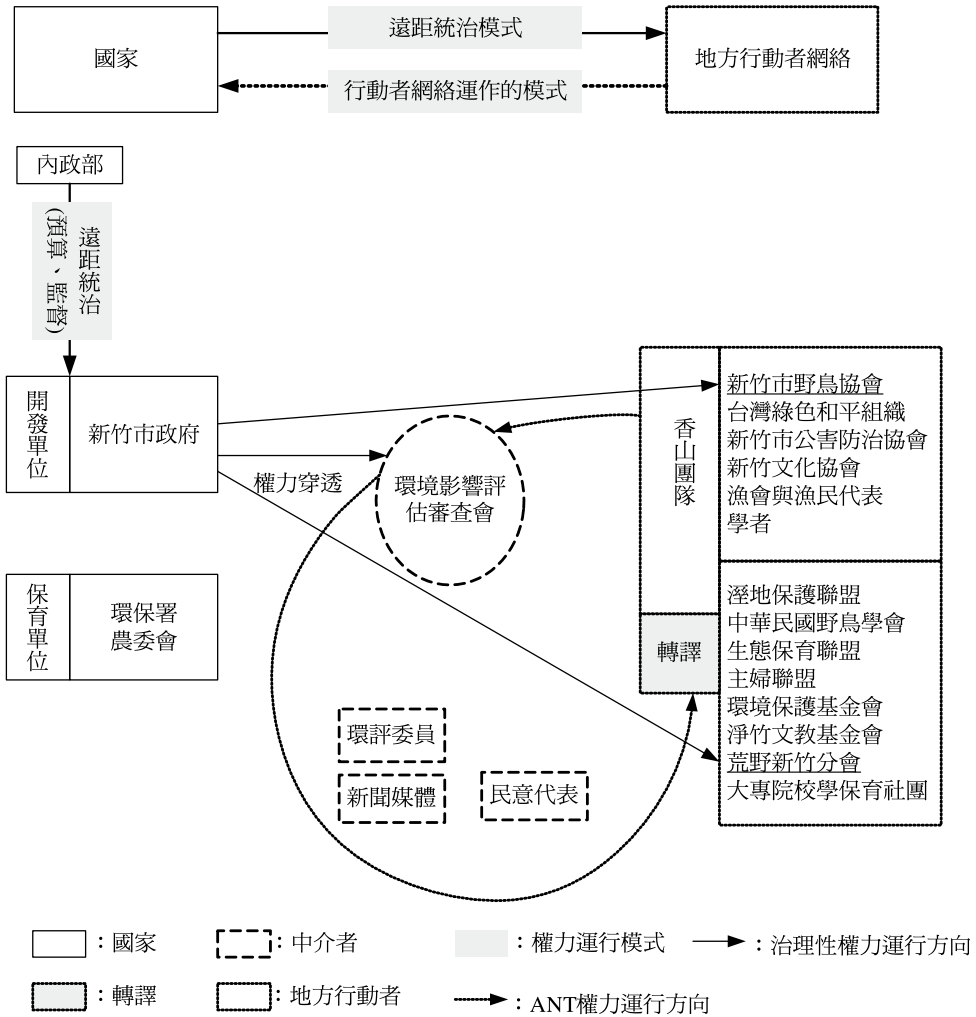 國家
遠距統治模式
地方行動者網絡
行動者網絡運作的模式
內政部
遠距統治
(預算、監督)
開發單位
新竹市政府
權力穿透
環境影響評
估審查會
香山團隊
新竹市野鳥協會
台灣綠色和平組織
新竹市公害防治協會
新竹文化協會
漁會與漁民代表
學者
保育單位
環保署
農委會
轉譯
溼地保護聯盟
中華民國野鳥學會
生態保育聯盟
主婦聯盟
環境保護基金會
淨竹文教基金會
荒野新竹分會
大專院校學保育社團
環評委員
新聞媒體
民意代表
：國家
：中介者
：權力運行模式
：治理性權力運行方向
：轉譯
：地方行動者
：ANT權力運行方向